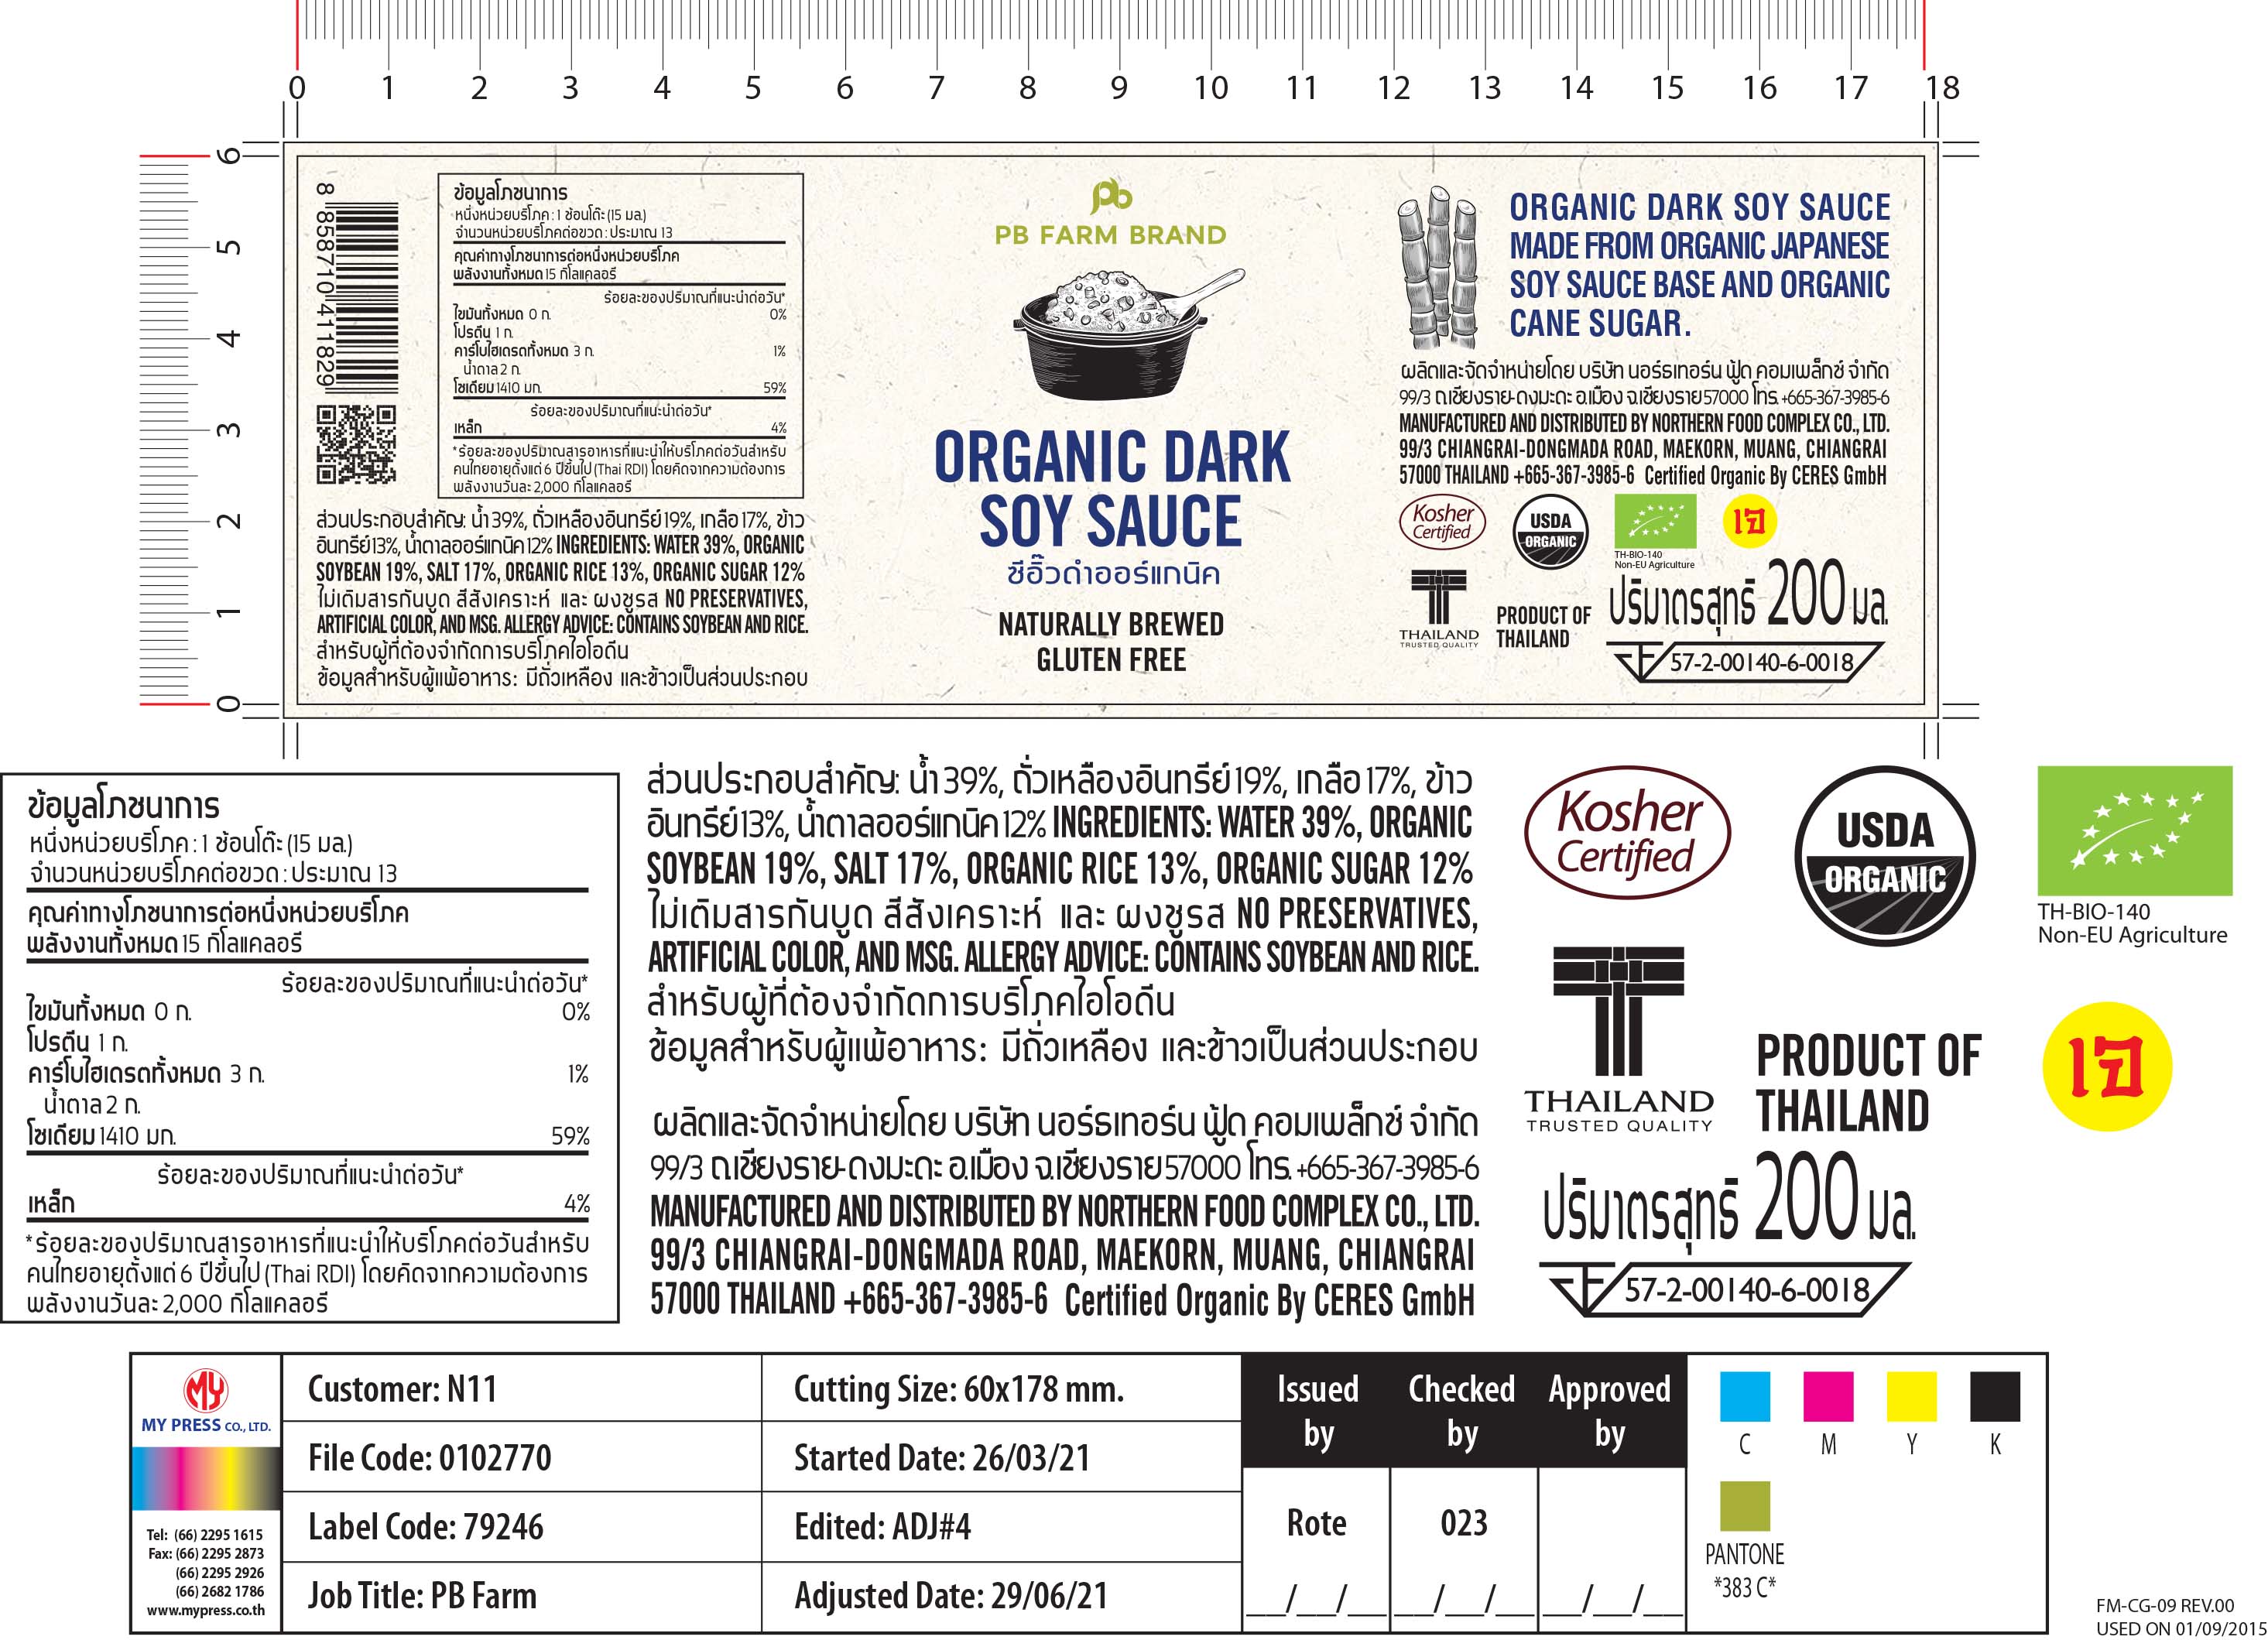 0 1 2 3 4 5 6 7 8 9 10 11 12 13 14 15 16 17 18
6
5
4
3
2
1
0
8 858710 411829
ข้อมูลโภชนาการ
หนึ่งหน่วยบริโภค : 1 ช้อนโต๊ะ (15 มล.)
จำนวนหน่วยบริโภคต่อขวด : ประมาณ 13
คุณค่าทางโภชนาการต่อหนึ่งหน่วยบริโภค
พลังงานทั้งหมด 15 กิโลแคลอรี
ร้อยละของปริมาณที่แนะนำต่อวัน*
ไขมันทั้งหมด 0 ก. 0%
โปรตีน 1 ก.
คาร์โบไฮเดรตทั้งหมด 3 ก. 1%
น้ำตาล 2 ก.
โซเดียม 1410 มก. 59%
ร้อยละของปริมาณที่แนะนำต่อวัน*
เหล็ก 4%
*ร้อยละของปริมาณสารอาหารที่แนะนำให้บริโภคต่อวันสำหรับ
คนไทยอายุตั้งแต่ 6 ปีขึ้นไป (Thai RDI) โดยคิดจากความต้องการ
พลังงานวันละ 2,000 กิโลแคลอรี
ส่วนประกอบสำคัญ: น้ำ 39%, ถั่วเหลืองอินทรีย์ 19%, เกลือ 17%, ข้าว
อินทรีย์ 13%, น้ำตาลออร์แกนิค 12% INGREDIENTS: WATER 39%, ORGANIC
SOYBEAN 19%, SALT 17%, ORGANIC RICE 13%, ORGANIC SUGAR 12%
ไม่เติมสารกันบูด สีสังเคราะห์ และ ผงชูรส NO PRESERVATIVES,
ARTIFICIAL COLOR, AND MSG. ALLERGY ADVICE: CONTAINS SOYBEAN AND RICE.
สำหรับผู้ที่ต้องจำกัดการบริโภคไอโอดีน
ข้อมูลสำหรับผู้แพ้อาหาร: มีถั่วเหลือง และข้าวเป็นส่วนประกอบ
pb
PB FARM BRAND
ORGANIC DARK
SOY SAUCE
ซีอิ๊วดำออร์แกนิค
NATURALLY BREWED
GLUTEN FREE
ORGANIC DARK SOY SAUCE
MADE FROM ORGANIC JAPANESE
SOY SAUCE BASE AND ORGANIC
CANE SUGAR.
ผลิตและจัดจำหน่ายโดย บริษัท นอร์ธเทอร์น ฟู้ด คอมเพล็กซ์ จำกัด
99/3 ถ.เชียงราย-ดงมะดะ อ.เมือง จ.เชียงราย 57000 โทร. +665-367-3985-6
MANUFACTURED AND DISTRIBUTED BY NORTHERN FOOD COMPLEX CO., LTD.
99/3 CHIANGRAI-DONGMADA ROAD, MAEKORN, MUANG, CHIANGRAI
57000 THAILAND +665-367-3985-6 Certified Organic By CERES GmbH
Kosher
Certified
USDA
ORGANIC
TH-BIO-140
Non-EU Agriculture
เจ
THAILAND
TRUSTED QUALITY
PRODUCT OF
THAILAND
ปริมาตรสุทธิ 200 มล.
57-2-00140-6-0018
ข้อมูลโภชนาการ
หนึ่งหน่วยบริโภค : 1 ช้อนโต๊ะ (15 มล.)
จำนวนหน่วยบริโภคต่อขวด : ประมาณ 13
คุณค่าทางโภชนาการต่อหนึ่งหน่วยบริโภค
พลังงานทั้งหมด 15 กิโลแคลอรี
ร้อยละของปริมาณที่แนะนำต่อวัน*
ไขมันทั้งหมด 0 ก. 0%
โปรตีน 1 ก.
คาร์โบไฮเดรตทั้งหมด 3 ก. 1%
น้ำตาล 2 ก.
โซเดียม 1410 มก. 59%
ร้อยละของปริมาณที่แนะนำต่อวัน*
เหล็ก 4%
*ร้อยละของปริมาณสารอาหารที่แนะนำให้บริโภคต่อวันสำหรับ
คนไทยอายุตั้งแต่ 6 ปีขึ้นไป (Thai RDI) โดยคิดจากความต้องการ
พลังงานวันละ 2,000 กิโลแคลอรี
ส่วนประกอบสำคัญ: น้ำ 39%, ถั่วเหลืองอินทรีย์ 19%, เกลือ 17%, ข้าว
อินทรีย์ 13%, น้ำตาลออร์แกนิค 12% INGREDIENTS: WATER 39%, ORGANIC
SOYBEAN 19%, SALT 17%, ORGANIC RICE 13%, ORGANIC SUGAR 12%
ไม่เติมสารกันบูด สีสังเคราะห์ และ ผงชูรส NO PRESERVATIVES,
ARTIFICIAL COLOR, AND MSG. ALLERGY ADVICE: CONTAINS SOYBEAN AND RICE.
สำหรับผู้ที่ต้องจำกัดการบริโภคไอโอดีน
ข้อมูลสำหรับผู้แพ้อาหาร: มีถั่วเหลือง และข้าวเป็นส่วนประกอบ
ผลิตและจัดจำหน่ายโดย บริษัท นอร์ธเทอร์น ฟู้ด คอมเพล็กซ์ จำกัด
99/3 ถ.เชียงราย-ดงมะดะ อ.เมือง จ.เชียงราย 57000 โทร. +665-367-3985-6
MANUFACTURED AND DISTRIBUTED BY NORTHERN FOOD COMPLEX CO., LTD.
99/3 CHIANGRAI-DONGMADA ROAD, MAEKORN, MUANG, CHIANGRAI
57000 THAILAND +665-367-3985-6 Certified Organic By CERES GmbH
Kosher
Certified
USDA
ORGANIC
TH-BIO-140
Non-EU Agriculture
THAILAND
TRUSTED QUALITY
PRODUCT OF
THAILAND
เจ
ปริมาตรสุทธิ 200 มล.
57-2-00140-6-0018
MY
MY PRESS CO., LTD.
Tel: (66) 2295 1615
Fax: (66) 2295 2873
(66) 2295 2926
(66) 2682 1786
www.mypress.co.th
Customer: N11
File Code: 0102770
Label Code: 79246
Job Title: PB Farm
Cutting Size: 60x178 mm.
Started Date: 26/03/21
Edited: ADJ#4
Adjusted Date: 29/06/21
Issued by
Checked by
Approved by
Rote
023
__/__/__ __/__/__ __/__/__
C M Y K
PANTONE
*383 C*
FM-CG-09 REV.00
USED ON 01/09/2015